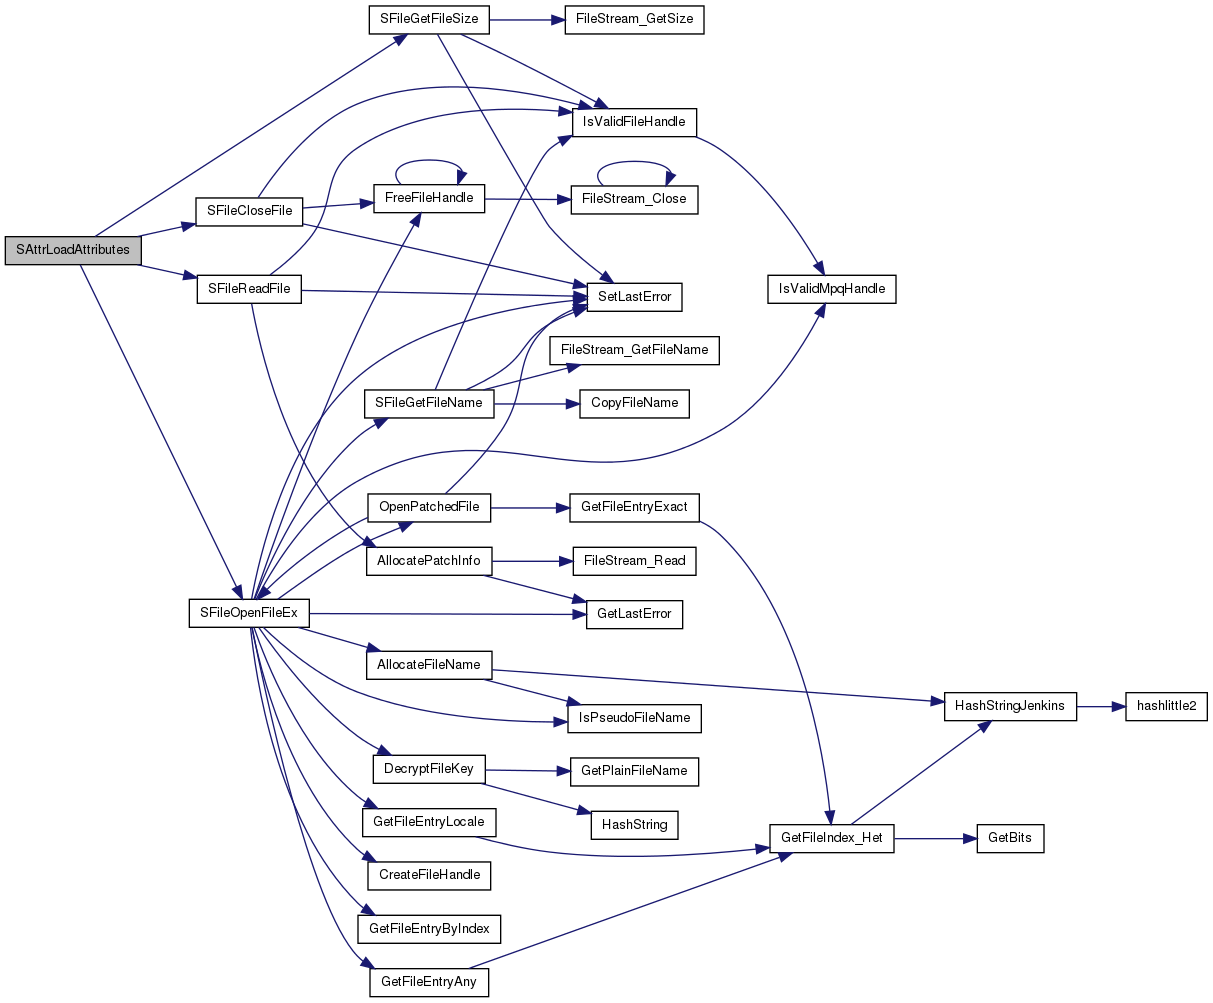 SFileGetFileSize
FileStream_GetSize
IsValidFileHandle
FreeFileHandle
FileStream_Close
SFileCloseFile
SAttrLoadAttributes
SFileReadFile
SetLastError
IsValidMpqHandle
FileStream_GetFileName
SFileGetFileName
CopyFileName
OpenPatchedFile
GetFileEntryExact
AllocatePatchInfo
FileStream_Read
SFileOpenFileEx
GetLastError
AllocateFileName
HashStringJenkins
hashlittle2
IsPseudoFileName
DecryptFileKey
GetPlainFileName
GetFileEntryLocale
HashString
GetFileIndex_Het
GetBits
CreateFileHandle
GetFileEntryByIndex
GetFileEntryAny